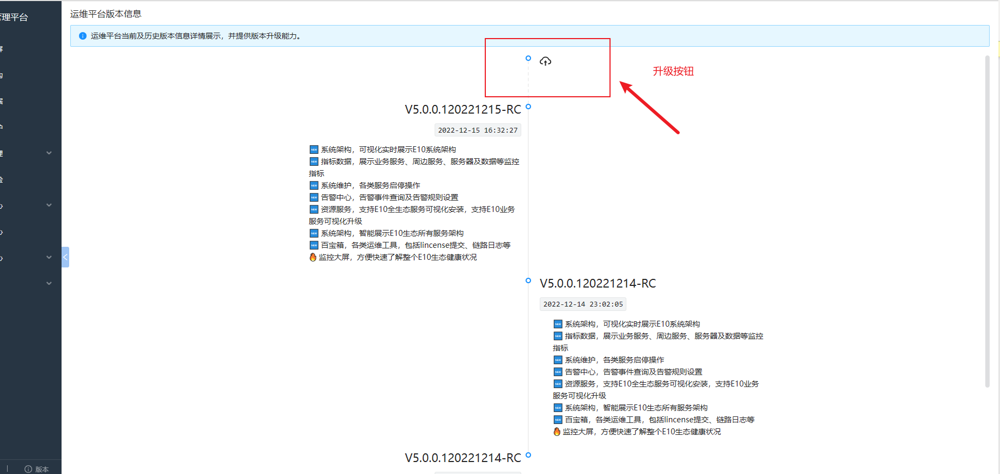 管理平台
运维平台版本信息
运维平台当前及历史版本信息详情展示，并提供版本升级能力。
升级按钮
V5.0.0.120221215-RC
2022-12-15 16:32:27
系统架构，可视化实时展示E10系统架构
指标数据，展示业务服务、周边服务、服务器及数据等监控
指标
系统维护，各类服务启停操作
告警中心，告警事件查询及告警规则设置
资源服务，支持E10全生态服务可视化安装，支持E10业务
服务可视化升级
系统架构，智能展示E10生态所有服务架构
百宝箱，各类运维工具，包括lincense提交、链路日志等
监控大屏，方便快速了解整个E10生态健康状况
V5.0.0.120221214-RC
2022-12-14 23:02:05
系统架构，可视化实时展示E10系统架构
指标数据，展示业务服务、周边服务、服务器及数据等监控
指标
系统维护，各类服务启停操作
告警中心，告警事件查询及告警规则设置
资源服务，支持E10全生态服务可视化安装，支持E10业务
服务可视化升级
系统架构，智能展示E10生态所有服务架构
百宝箱，各类运维工具，包括lincense提交、链路日志等
监控大屏，方便快速了解整个E10生态健康状况
V5.0.0.120221214-RC
版本